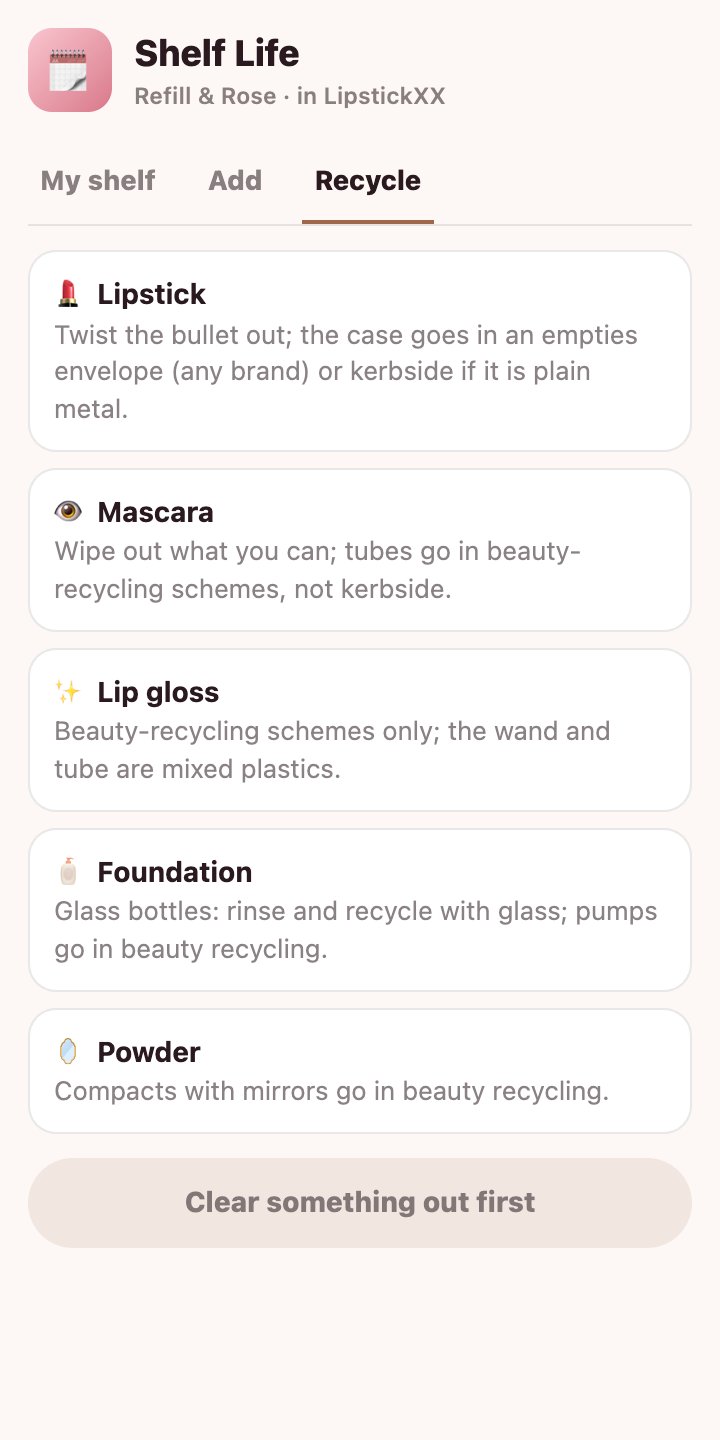 Shelf Life
Refill & Rose · in LipstickXX
My shelf
Add
Recycle
Lipstick
Twist the bullet out; the case goes in an empties
envelope (any brand) or kerbside if it is plain
metal.
Mascara
Wipe out what you can; tubes go in beauty-
recycling schemes, not kerbside.
Lip gloss
Beauty-recycling schemes only; the wand and
tube are mixed plastics.
Foundation
Glass bottles: rinse and recycle with glass; pumps
go in beauty recycling.
Powder
Compacts with mirrors go in beauty recycling.
Clear something out first